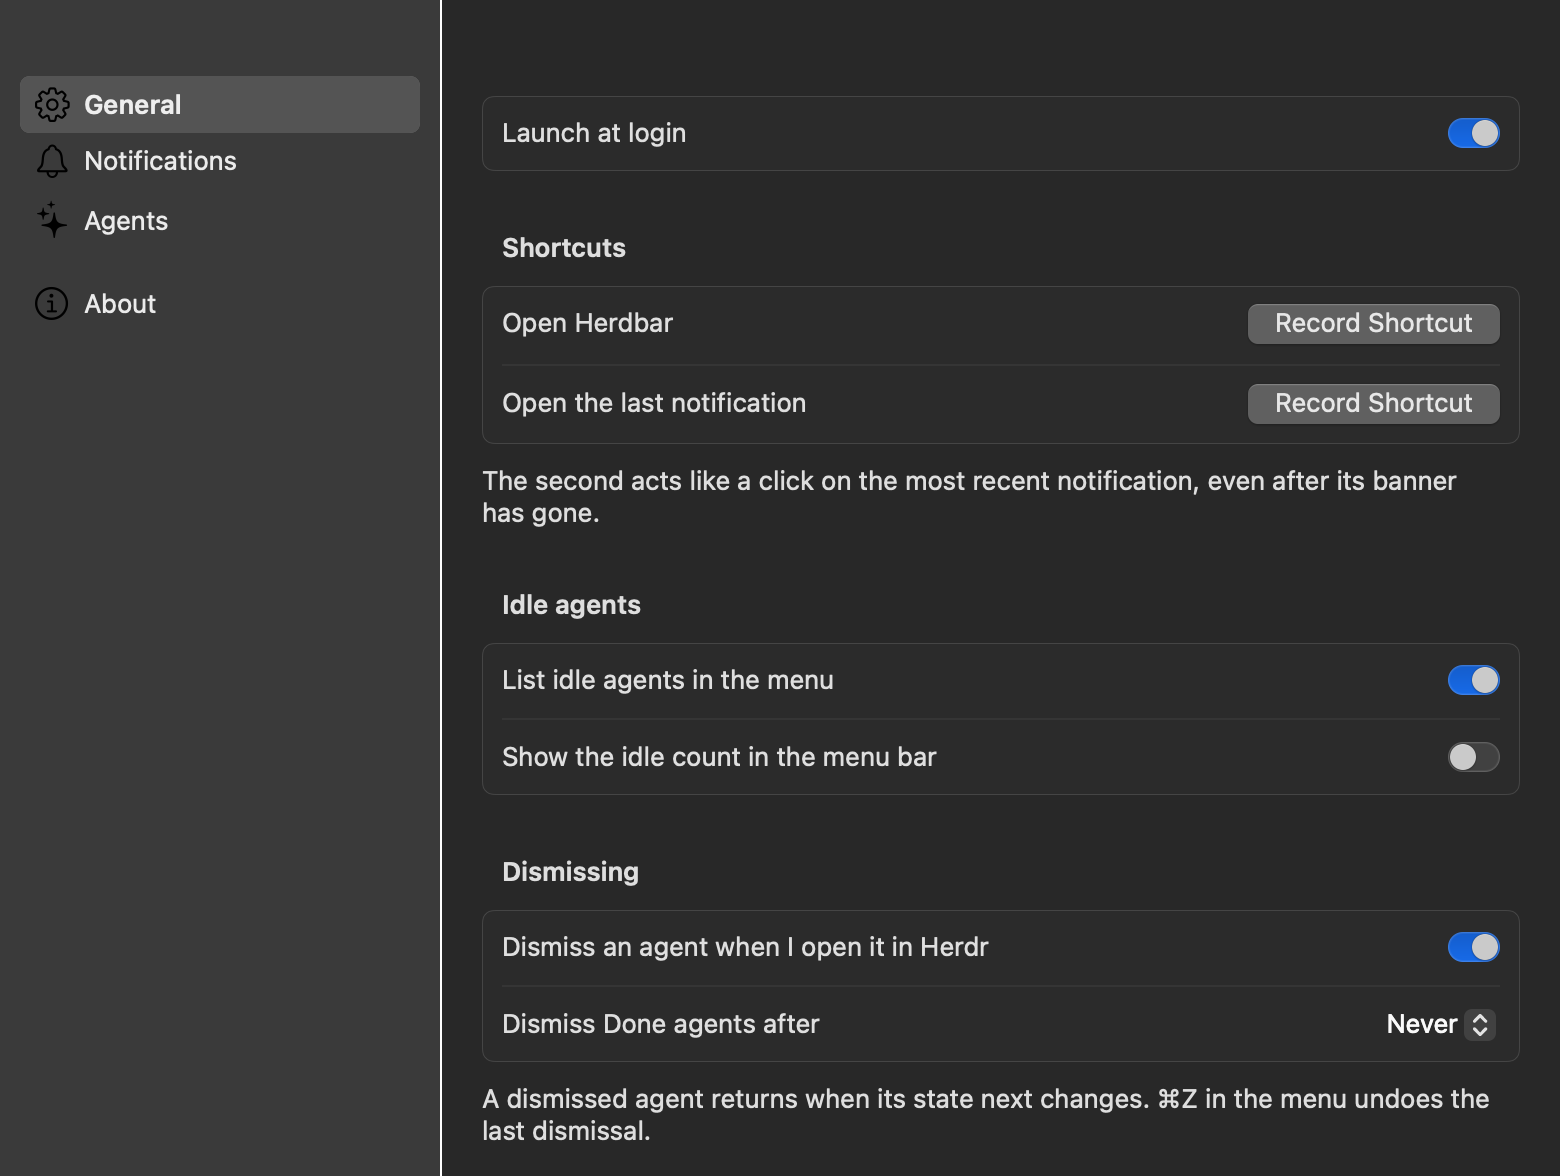 General
Notifications
Agents
About
Launch at login
Shortcuts
Open Herdbar
Record Shortcut
Open the last notification
Record Shortcut
The second acts like a click on the most recent notification, even after its banner
has gone.
Idle agents
List idle agents in the menu
Show the idle count in the menu bar
Dismissing
Dismiss an agent when I open it in Herdr
Dismiss Done agents after
Never
A dismissed agent returns when its state next changes. ⌘Z in the menu undoes the
last dismissal.